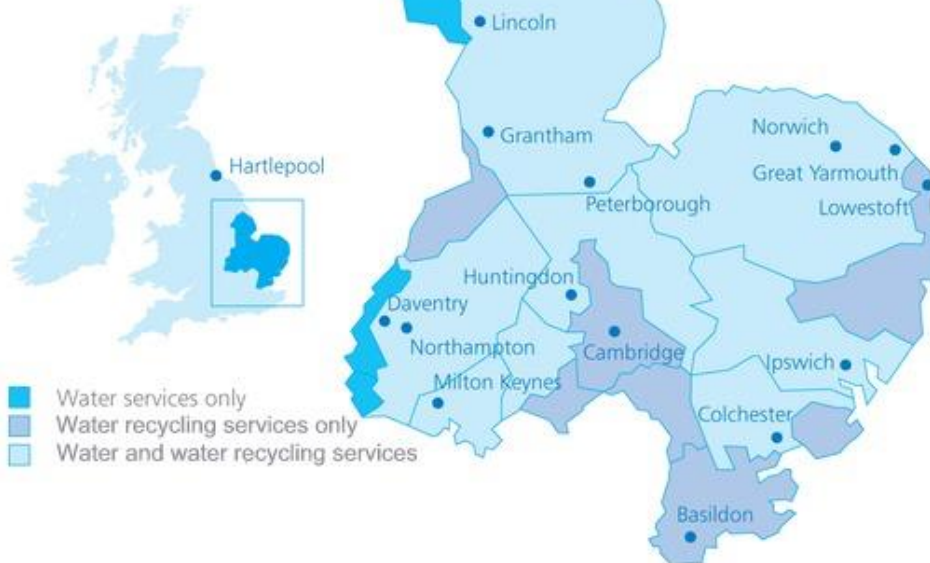 Lincoln
Grantham
Norwich
Hartlepool
Great Yarmouth
Peterborough
Lowestoft
Huntingdon
Daventry
Northampton
Cambridge
Ipswich
Milton Keynes
Water services only
Colchester
Water recycling services only
Water and water recycling services
Basildon